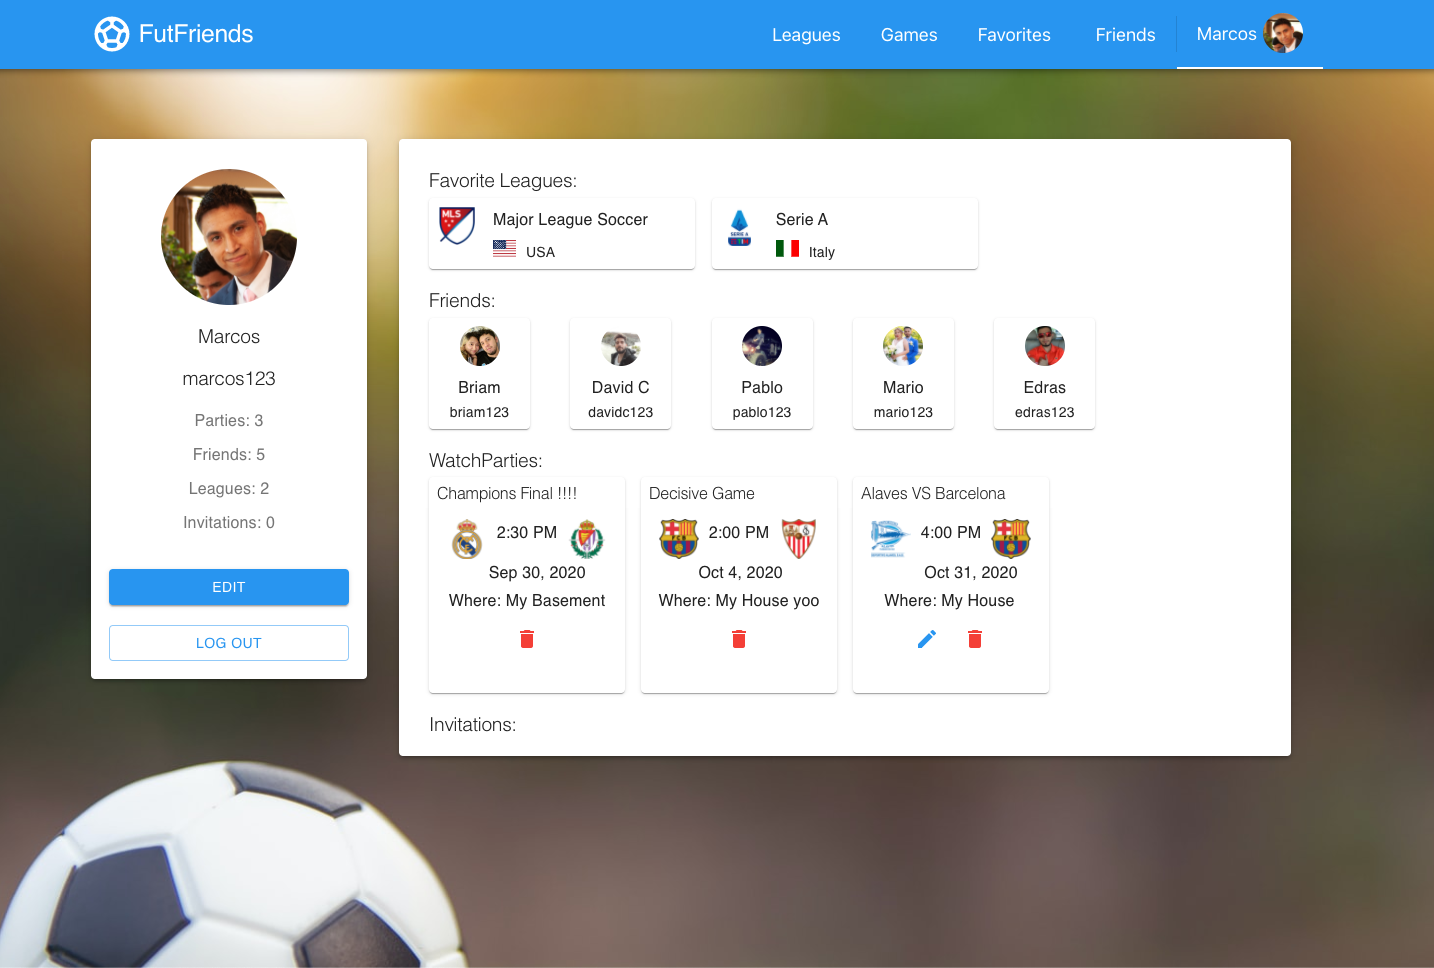 FutFriends
Leagues
Games
Favorites
Friends
Marcos
Marcos
marcos123
Parties: 3
Friends: 5
Leagues: 2
Invitations: 0
EDIT
LOG OUT
Favorite Leagues:
MLS
Major League Soccer
USA
SERIE A
Serie A
Italy
Friends:
Briam
briam123
David C
davidc123
Pablo
pablo123
Mario
mario123
Edras
edras123
WatchParties:
Champions Final !!!!
2:30 PM
Sep 30, 2020
Where: My Basement
Decisive Game
2:00 PM
Oct 4, 2020
Where: My House yoo
Alaves VS Barcelona
4:00 PM
Oct 31, 2020
Where: My House
Invitations: